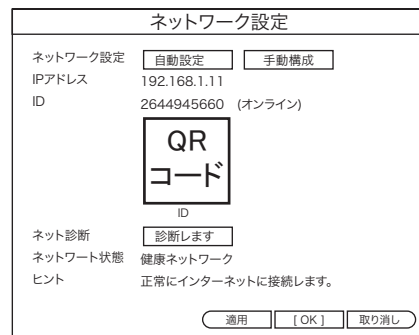 ネットワーク設定
ネットワーク設定 自動設定 手動構成
IPアドレス 192.168.1.11
ID 2644945660 (オンライン)
QR
コード
ID
ネット診断 診断します
ネットワート状態 健康ネットワーク
ヒント 正常にインターネットに接続します。
適用 [ OK ] 取り消し